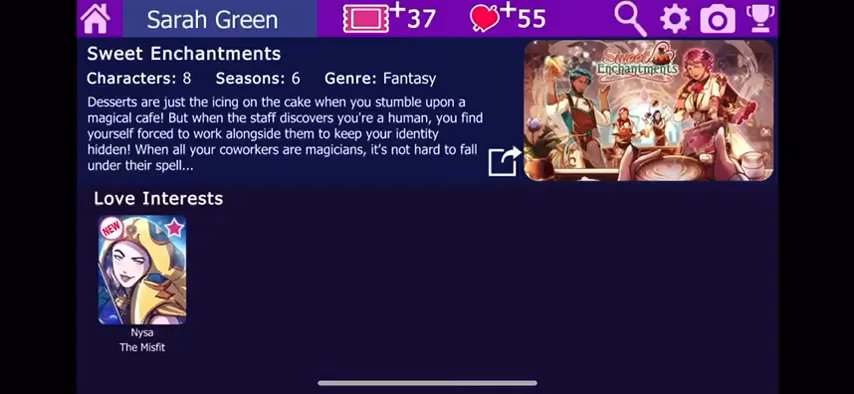 Sarah Green
+37
+55
Sweet Enchantments
Characters: 8 Seasons: 6 Genre: Fantasy
Sweet
Enchantments
Desserts are just the icing on the cake when you stumble upon a
magical cafe! But when the staff discovers you're a human, you find
yourself forced to work alongside them to keep your identity
hidden! When all your coworkers are magicians, it's not hard to fall
under their spell...
Love Interests
NEW
Nysa
The Misfit